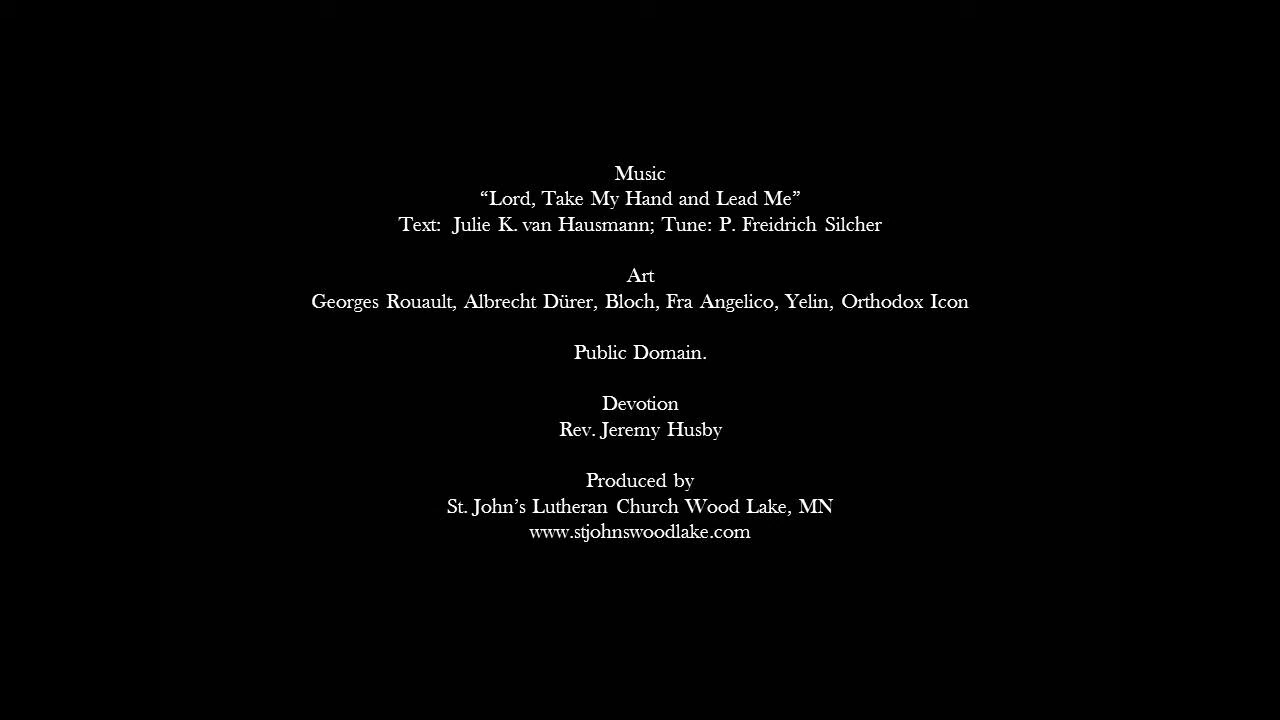 Music
“Lord, Take My Hand and Lead Me”
Text:  Julie K. van Hausmann; Tune: P. Freidrich Silcher
Art
Georges Rouault, Albrecht Dürer, Bloch, Fra Angelico, Yelin, Orthodox Icon
Public Domain.
Devotion
Rev. Jeremy Husby
Produced by
St. John’s Lutheran Church Wood Lake, MN
www.stjohnswoodlake.com